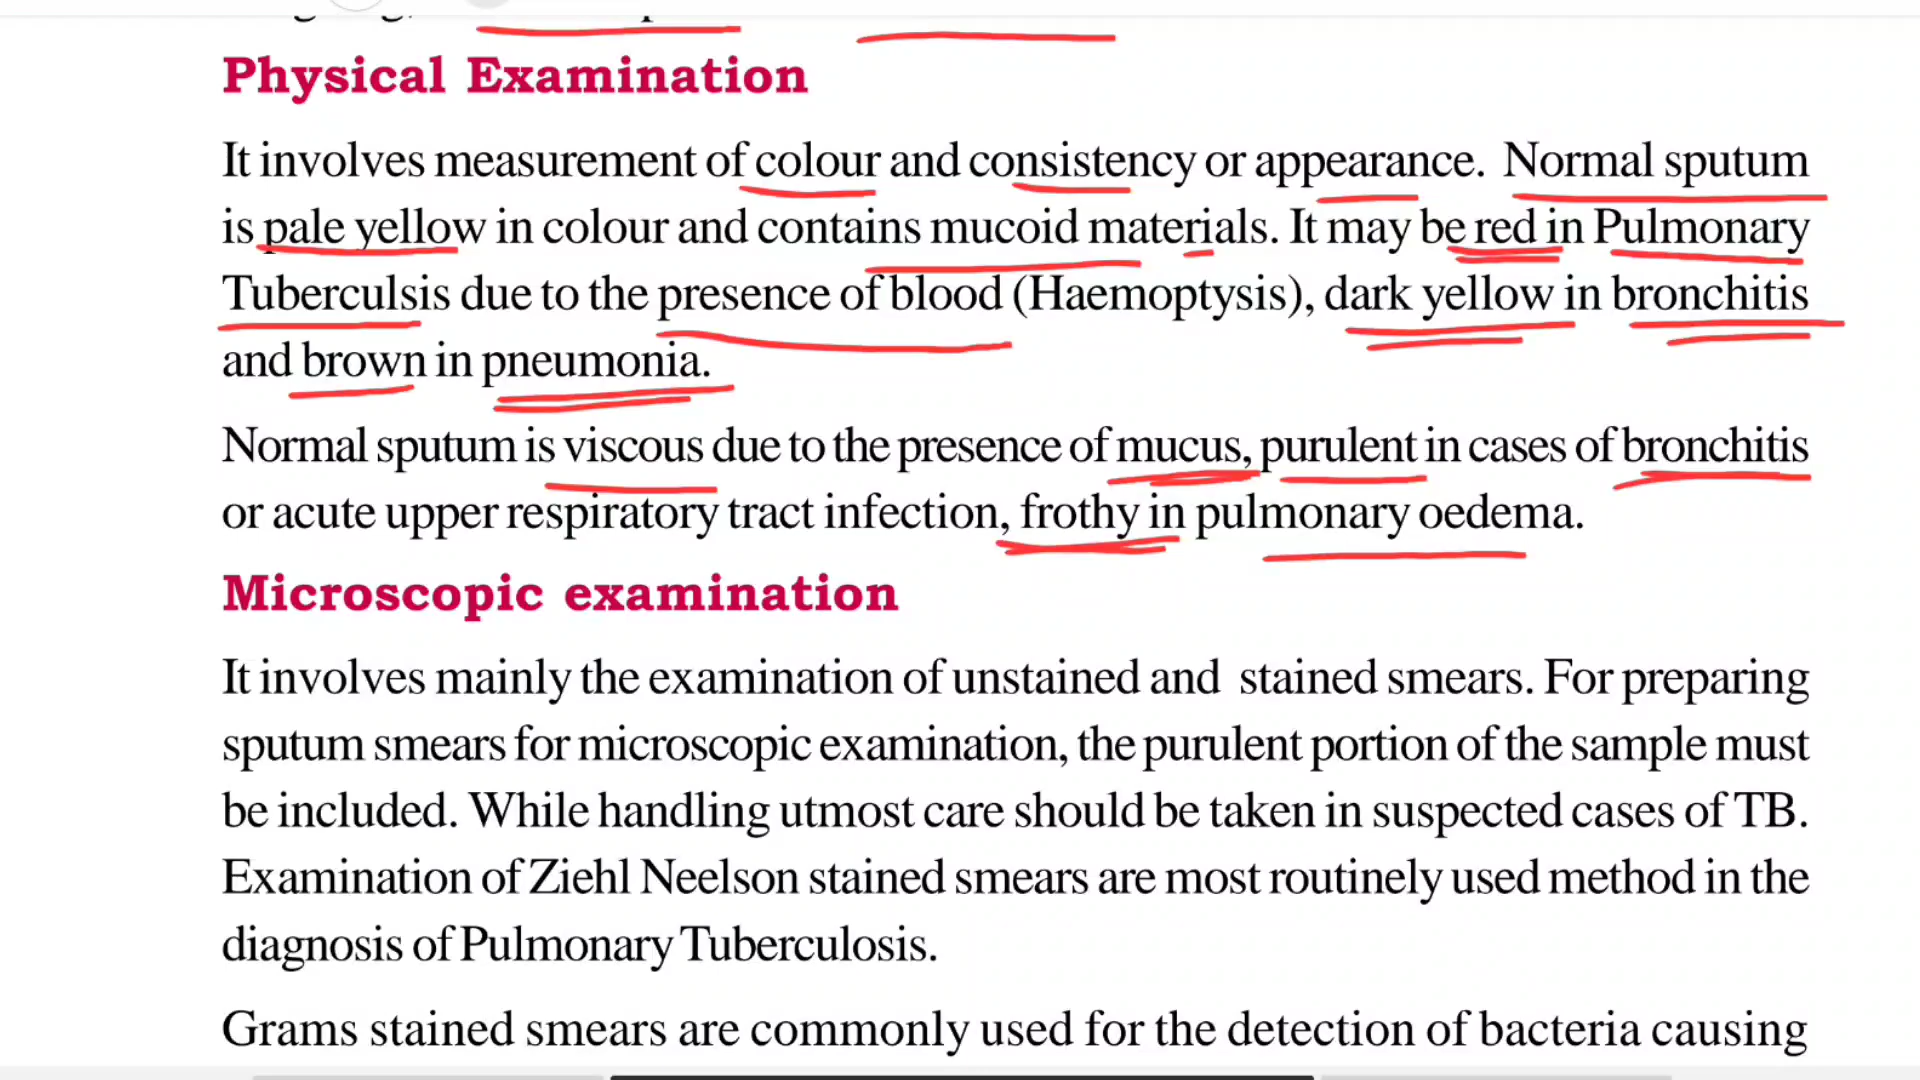 Physical Examination
It involves measurement of colour and consistency or appearance. Normal sputum
is pale yellow in colour and contains mucoid materials. It may be red in Pulmonary
Tuberculsis due to the presence of blood (Haemoptysis), dark yellow in bronchitis
and brown in pneumonia.
Normal sputum is viscous due to the presence of mucus, purulent in cases of bronchitis
or acute upper respiratory tract infection, frothy in pulmonary oedema.
Microscopic examination
It involves mainly the examination of unstained and stained smears. For preparing
sputum smears for microscopic examination, the purulent portion of the sample must
be included. While handling utmost care should be taken in suspected cases of TB.
Examination of Ziehl Neelson stained smears are most routinely used method in the
diagnosis of Pulmonary Tuberculosis.
Grams stained smears are commonly used for the detection of bacteria causing